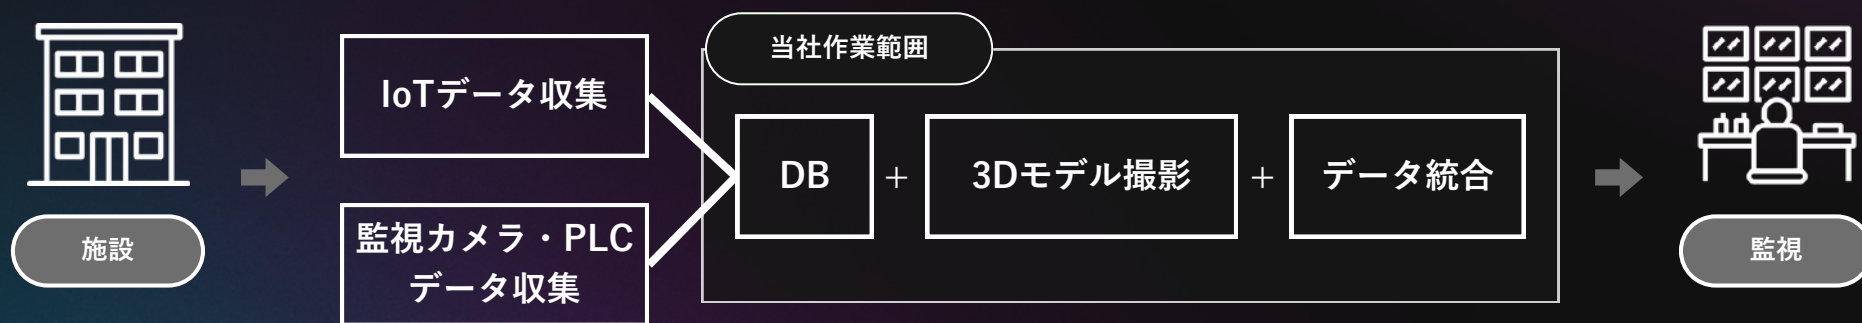 施設
IoTデータ収集
監視カメラ・PLC
データ収集
当社作業範囲
DB
+
3Dモデル撮影
+
データ統合
監視